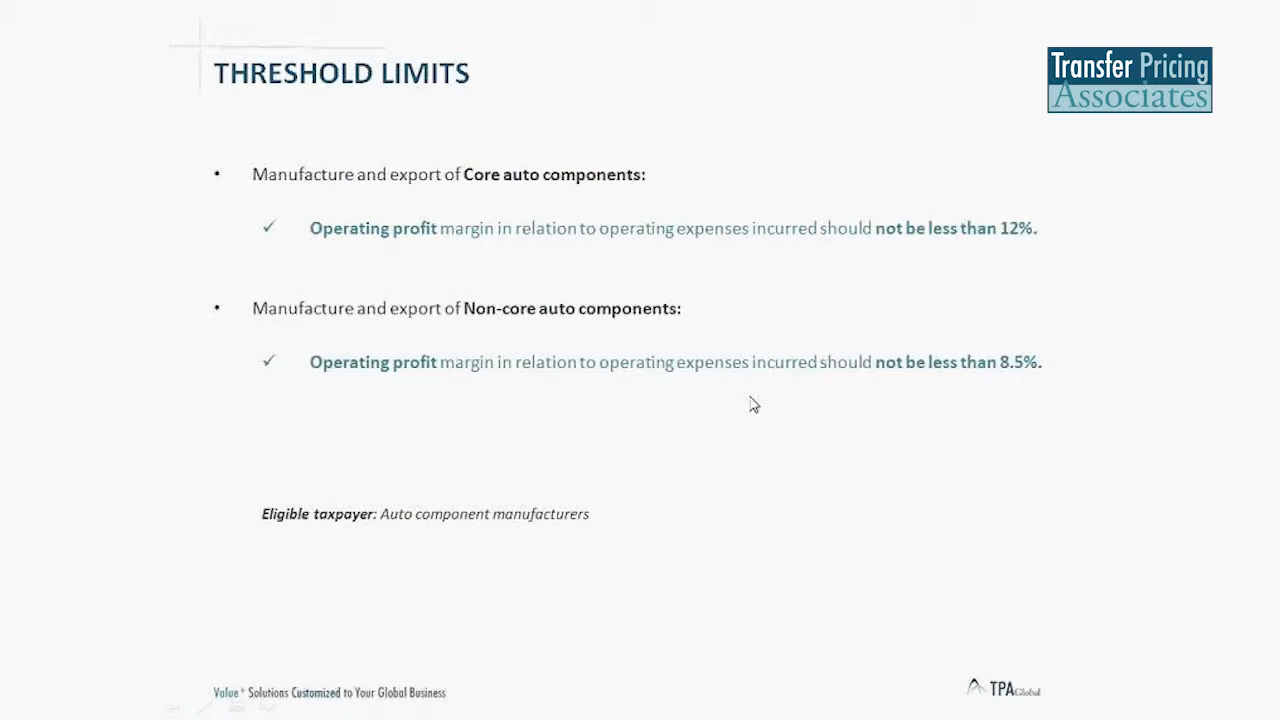 THRESHOLD LIMITS
Transfer Pricing
Associates
• Manufacture and export of Core auto components:
✓ Operating profit margin in relation to operating expenses incurred should not be less than 12%.
• Manufacture and export of Non-core auto components:
✓ Operating profit margin in relation to operating expenses incurred should not be less than 8.5%.
Eligible taxpayer: Auto component manufacturers
Value+ Solutions Customized to Your Global Business
TPA Global